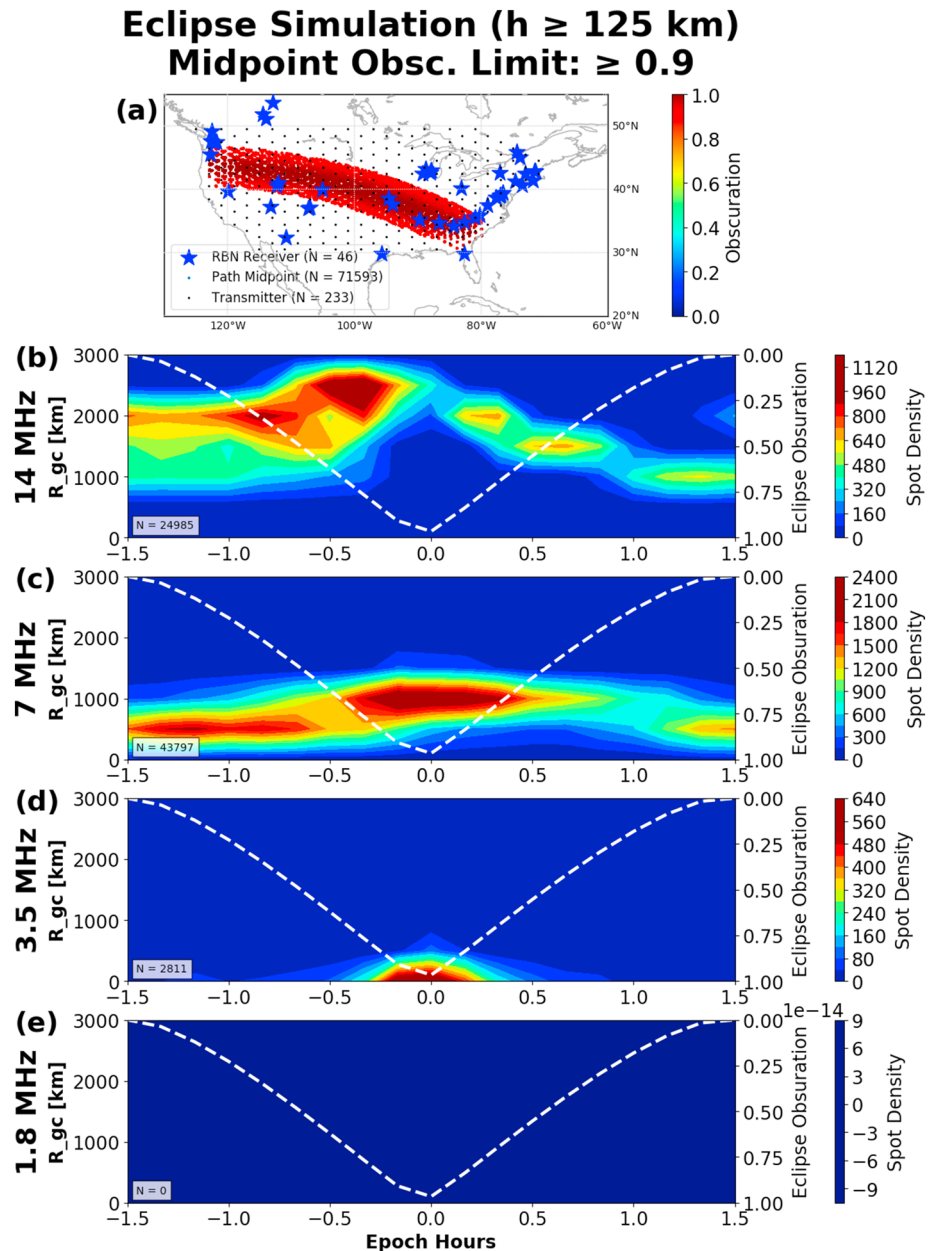 Eclipse Simulation (h ≥ 125 km)
Midpoint Obsc. Limit: ≥ 0.9
(a)
50°N
40°N
30°N
20°N
120°W 100°W 80°W 60°W
RBN Receiver (N = 46)
Path Midpoint (N = 71593)
Transmitter (N = 233)
1.0
0.8
0.6
0.4
0.2
0.0
Obscuration
(b)
14 MHz
R_gc [km]
3000
2000
1000
0
N = 24985
−1.5 −1.0 −0.5 0.0 0.5 1.0 1.5
0.00
0.25
0.50
0.75
1.00
Eclipse Obsuration
1120
960
800
640
480
320
160
0
Spot Density
(c)
7 MHz
R_gc [km]
3000
2000
1000
0
N = 43797
−1.5 −1.0 −0.5 0.0 0.5 1.0 1.5
0.00
0.25
0.50
0.75
1.00
Eclipse Obsuration
2400
2100
1800
1500
1200
900
600
300
0
Spot Density
(d)
3.5 MHz
R_gc [km]
3000
2000
1000
0
N = 2811
−1.5 −1.0 −0.5 0.0 0.5 1.0 1.5
0.00
0.25
0.50
0.75
1.00
Eclipse Obsuration
640
560
480
400
320
240
160
80
0
Spot Density
(e)
1.8 MHz
R_gc [km]
3000
2000
1000
0
N = 0
−1.5 −1.0 −0.5 0.0 0.5 1.0 1.5
Epoch Hours
0.00
0.25
0.50
0.75
1.00
Eclipse Obsuration
1e−14
9
6
3
0
−3
−6
−9
Spot Density